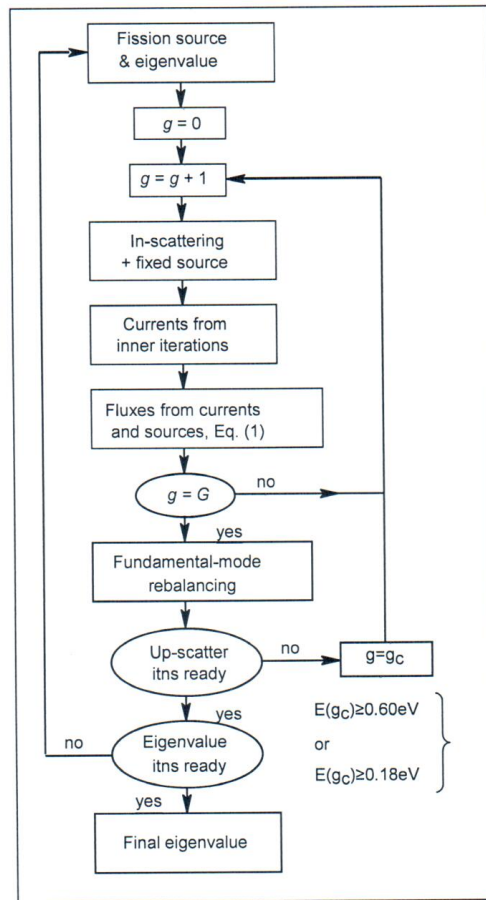 Fission source
& eigenvalue
g = 0
g = g + 1
In-scattering
+ fixed source
Currents from
inner iterations
Fluxes from currents
and sources, Eq. (1)
g = G
no
yes
Fundamental-mode
rebalancing
Up-scatter
itns ready
no
g=gC
E(gC)≥0.60eV
or
E(gC)≥0.18eV
yes
no
Eigenvalue
itns ready
yes
Final eigenvalue